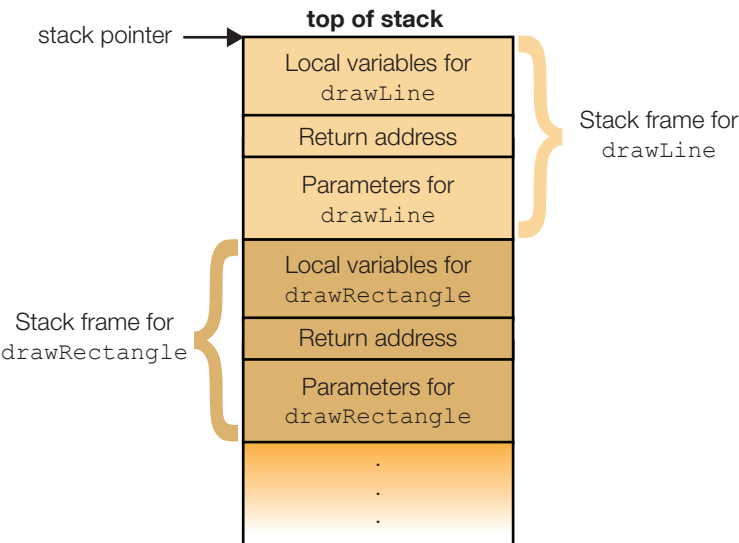 top of stack
stack pointer
Local variables for
drawLine
Return address
Parameters for
drawLine
Stack frame for
drawLine
Local variables for
drawRectangle
Return address
Parameters for
drawRectangle
Stack frame for
drawRectangle
.
.
.